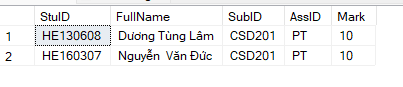 StuID FullName SubID AssID Mark
1 HE130608 Dương Tùng Lâm CSD201 PT 10
2 HE160307 Nguyễn  Văn Đức CSD201 PT 10